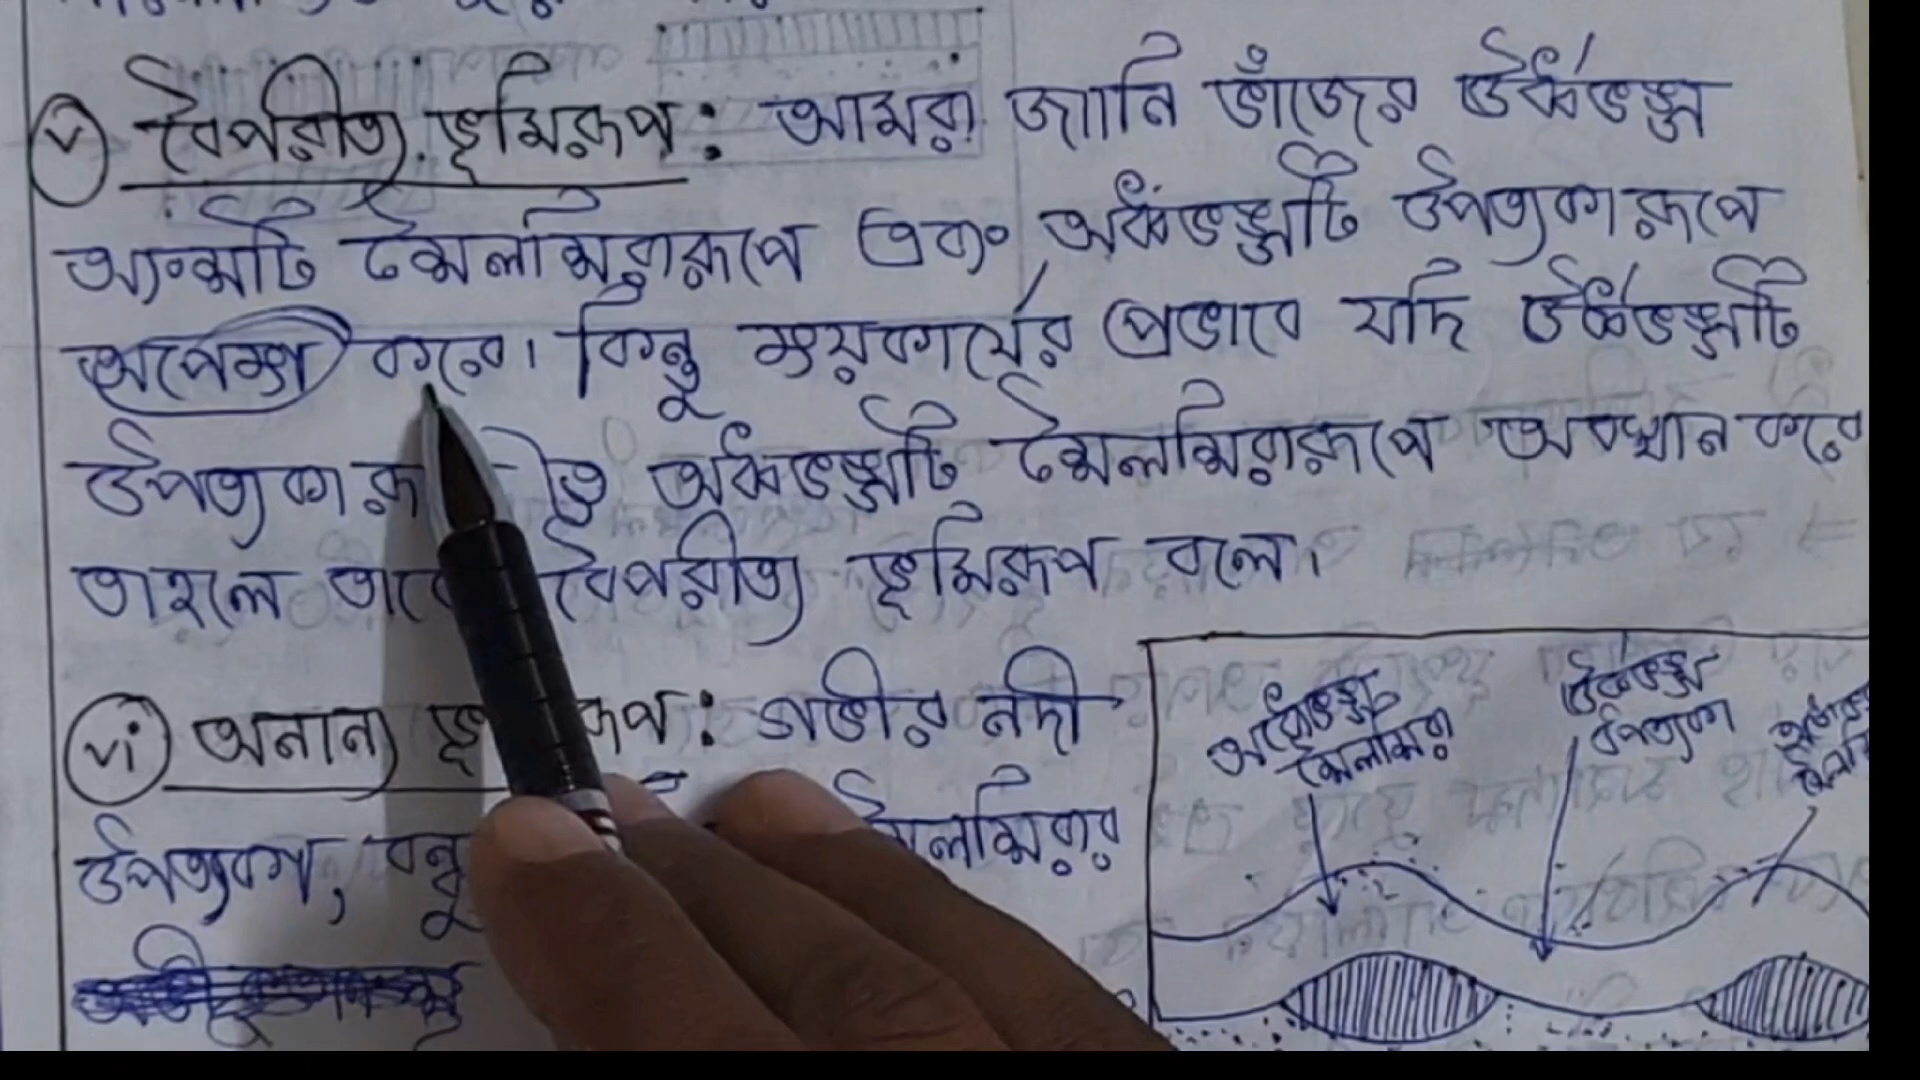 v বৈপরীত্য ভূমিরূপ : আমরা জানি ভাঁজের ঊর্ধ্বভঙ্গ
অংশটি শৈলশিরারূপে এবং অধঃভঙ্গটি উপত্যকা রূপে
অপেক্ষা করে। কিন্তু ক্ষয়কার্যের প্রভাবে যদি ঊর্ধ্বভঙ্গটি
উপত্যকা রূ অধঃভঙ্গটি শৈলশিরারূপে অবস্থান করে
তাহলে বৈপরীত্য ভূমিরূপ বলে।
vi অনান্য ভূ রূপ : গভীর নদী
উপত্যকা, বন্ধু শৈলশিরার
অধোভঙ্গ
শৈলশিরা
ঊর্ধ্বভঙ্গ
উপত্যকা